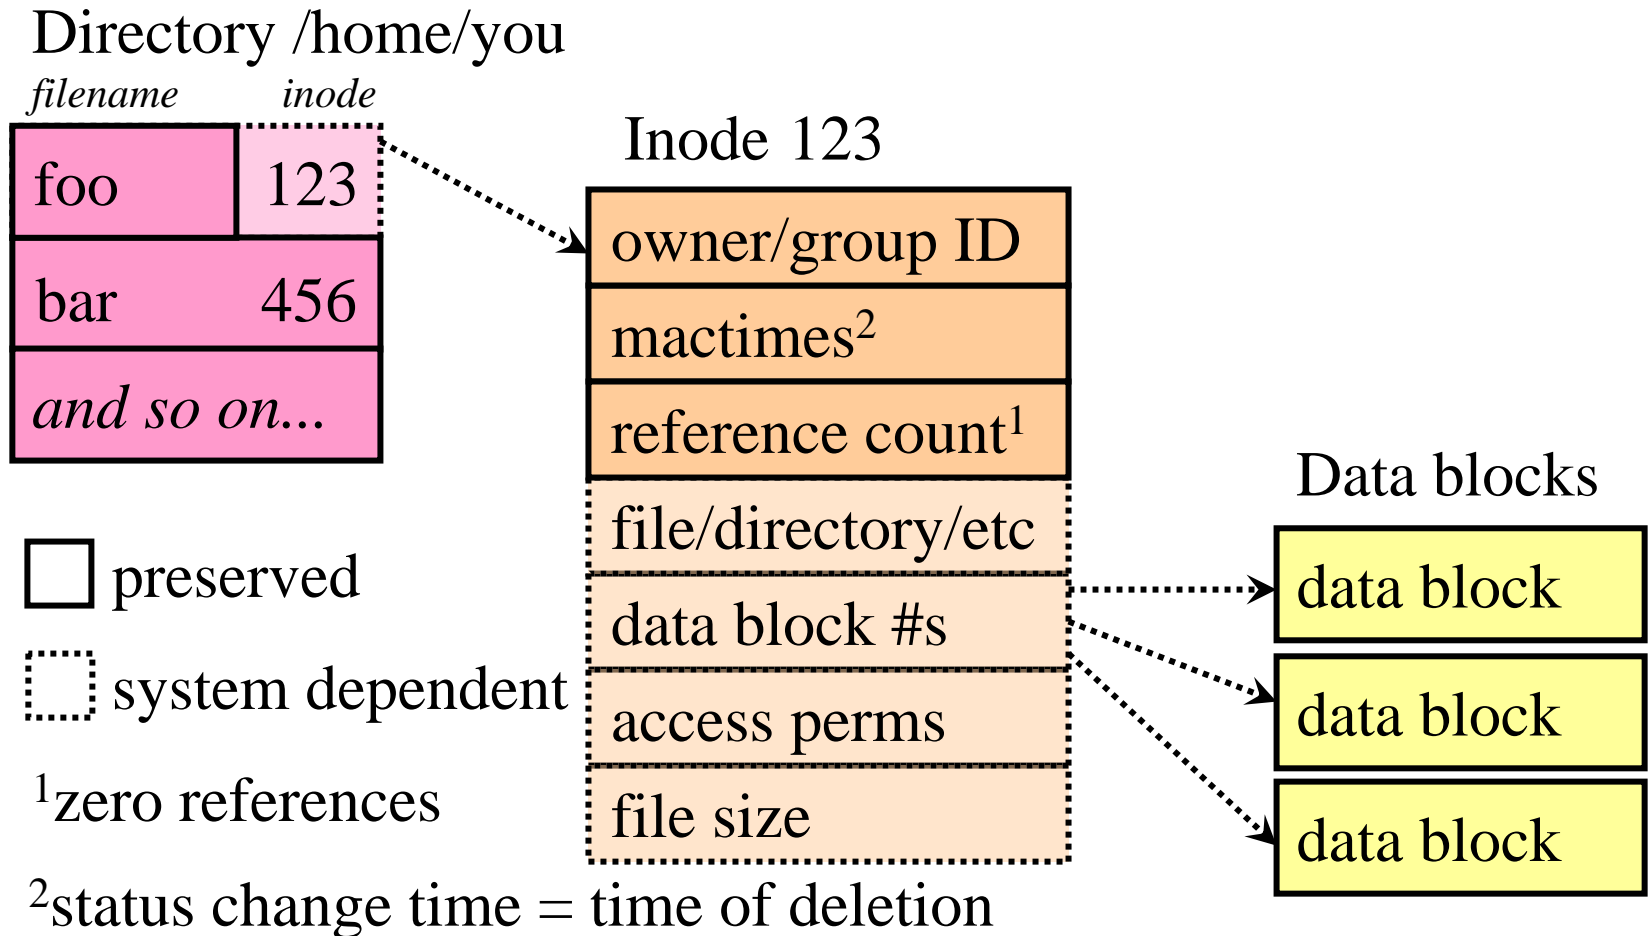 Directory /home/you
filename inode
foo 123
bar 456
and so on...
preserved
system dependent
¹zero references
²status change time = time of deletion
Inode 123
owner/group ID
mactimes²
reference count¹
file/directory/etc
data block #s
access perms
file size
Data blocks
data block
data block
data block